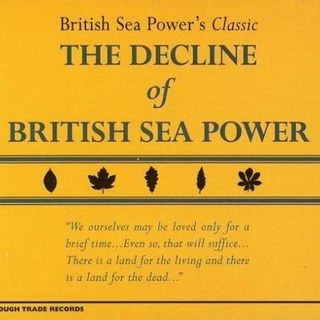 British Sea Power's Classic
THE DECLINE
of
BRITISH SEA POWER
"We ourselves may be loved only for a
brief time...Even so, that will suffice...
There is a land for the living and there
is a land for the dead..."
OUGH TRADE RECORDS